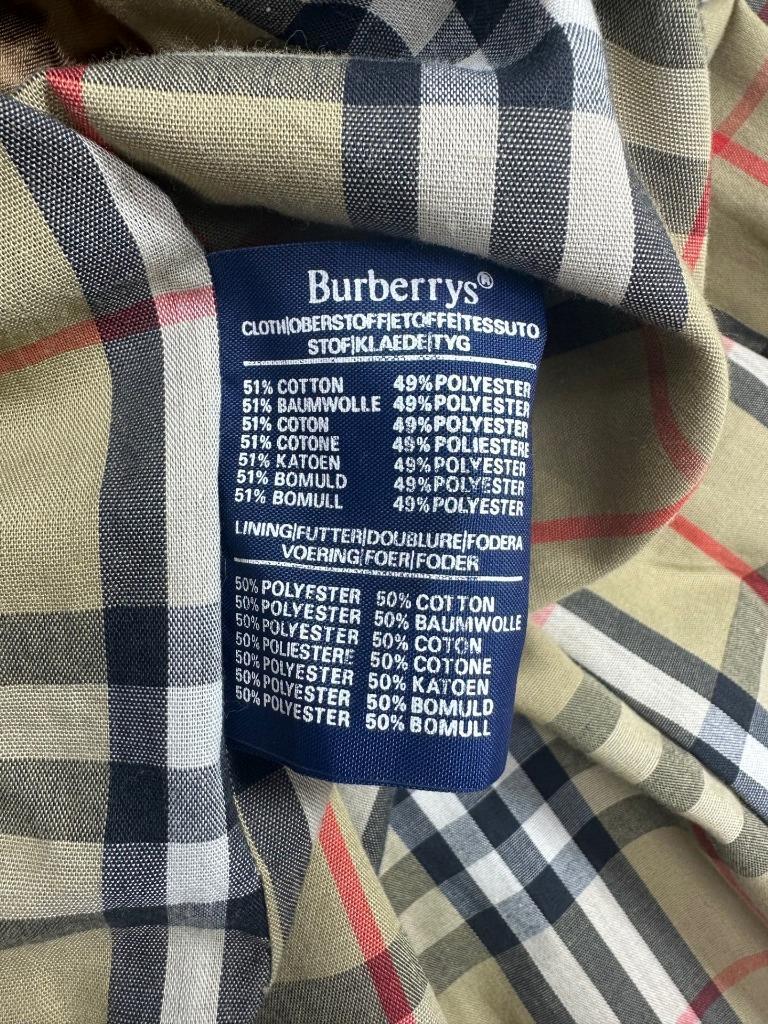 Burberrys®
CLOTH|OBERSTOFF|ETOFFE|TESSUTO
STOF|KLAEDE|TYG
51% COTTON 49% POLYESTER
51% BAUMWOLLE 49% POLYESTER
51% COTON 49% POLYESTER
51% COTONE 49% POLIESTERE
51% KATOEN 49% POLYESTER
51% BOMULD 49% POLYESTER
51% BOMULL 49% POLYESTER
LINING|FUTTER|DOUBLURE|FODERA
VOERING|FOER|FODER
50% POLYESTER 50% COTTON
50% POLYESTER 50% BAUMWOLLE
50% POLYESTER 50% COTON
50% POLIESTERE 50% COTONE
50% POLYESTER 50% KATOEN
50% POLYESTER 50% BOMULD
50% POLYESTER 50% BOMULL